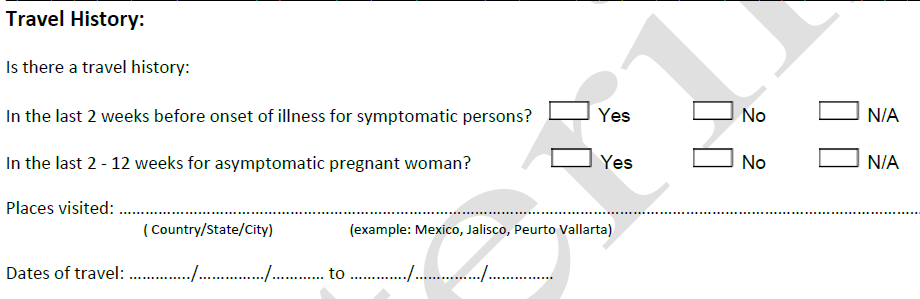 Travel History:
Is there a travel history:
In the last 2 weeks before onset of illness for symptomatic persons? Yes No N/A
In the last 2 - 12 weeks for asymptomatic pregnant woman? Yes No N/A
Places visited: ……………………………………………………………………………………………………………………………
( Country/State/City) (example: Mexico, Jalisco, Peurto Vallarta)
Dates of travel: …………../……………/………… to …………./……………/……………